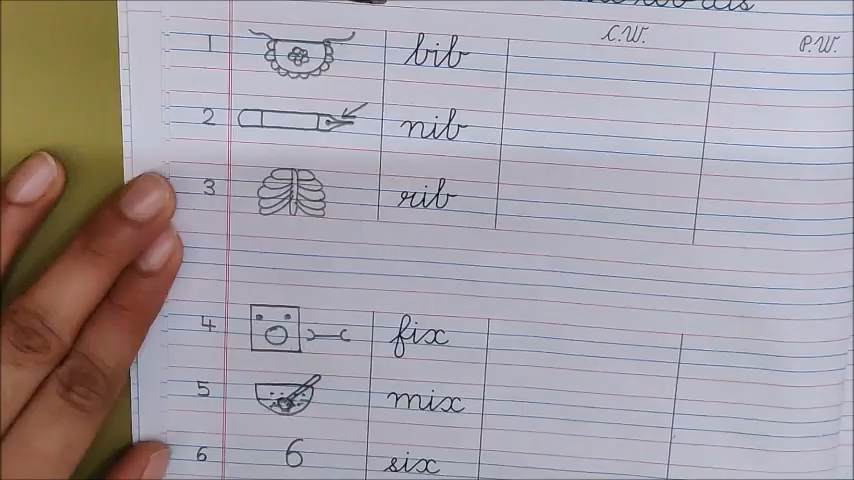 C.W. P.W.
1 bib
2 nib
3 rib
4 fix
5 mix
6 6 six